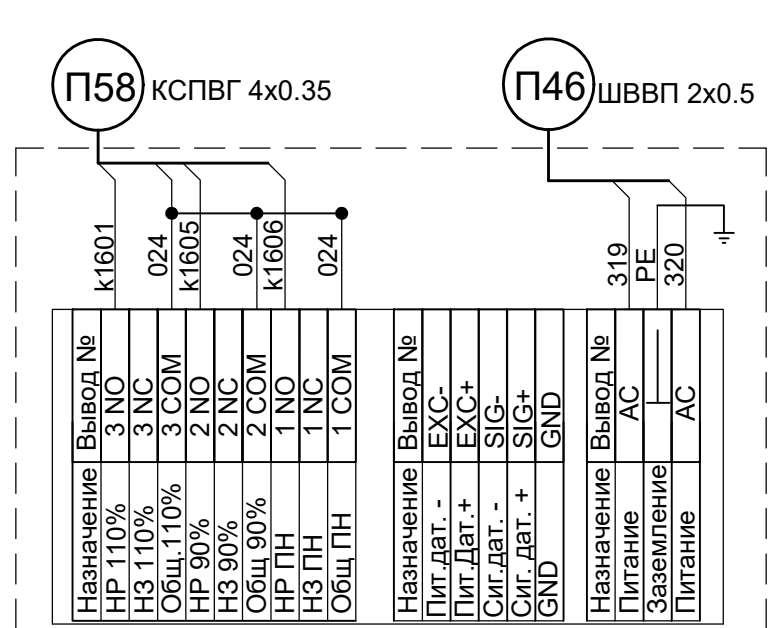 П58
КСПВГ 4х0.35
П46
ШВВП 2х0.5
k1601
024
k1605
024
k1606
024
319
PE
320
Вывод №
3 NO
3 NC
3 COM
2 NO
2 NC
2 COM
1 NO
1 NC
1 COM
Назначение
НР 110%
НЗ 110%
Общ.110%
НР 90%
НЗ 90%
Общ 90%
НР ПН
НЗ ПН
Общ ПН
Вывод №
EXC-
EXC+
SIG-
SIG+
GND
Назначение
Пит.дат. -
Пит.Дат.+
Сиг.дат. -
Сиг. дат. +
GND
Вывод №
AC
AC
Назначение
Питание
Заземление
Питание